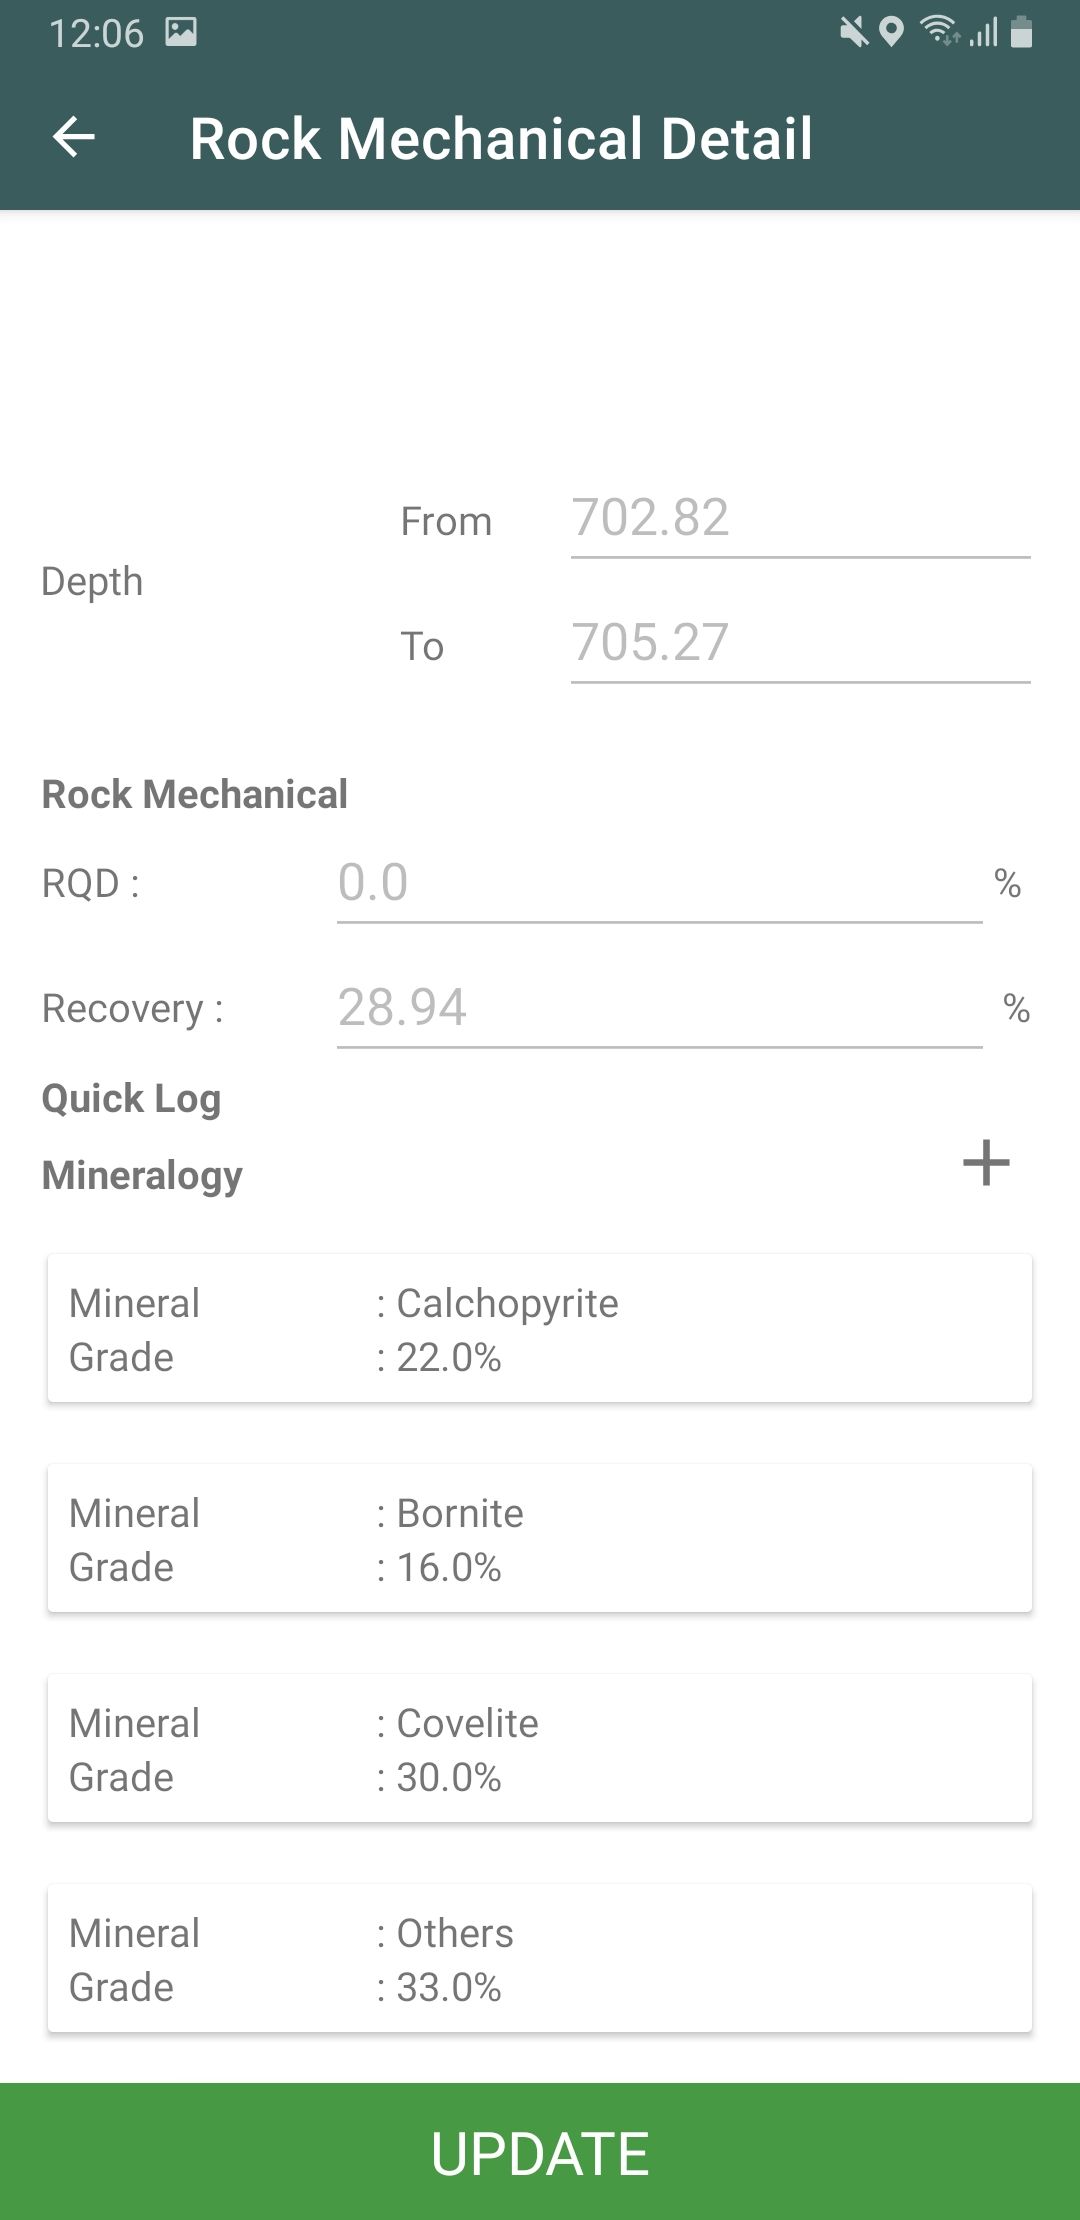 12:06
Rock Mechanical Detail
From 702.82
Depth
To 705.27
Rock Mechanical
RQD : 0.0 %
Recovery : 28.94 %
Quick Log
Mineralogy
Mineral : Calchopyrite
Grade : 22.0%
Mineral : Bornite
Grade : 16.0%
Mineral : Covelite
Grade : 30.0%
Mineral : Others
Grade : 33.0%
UPDATE